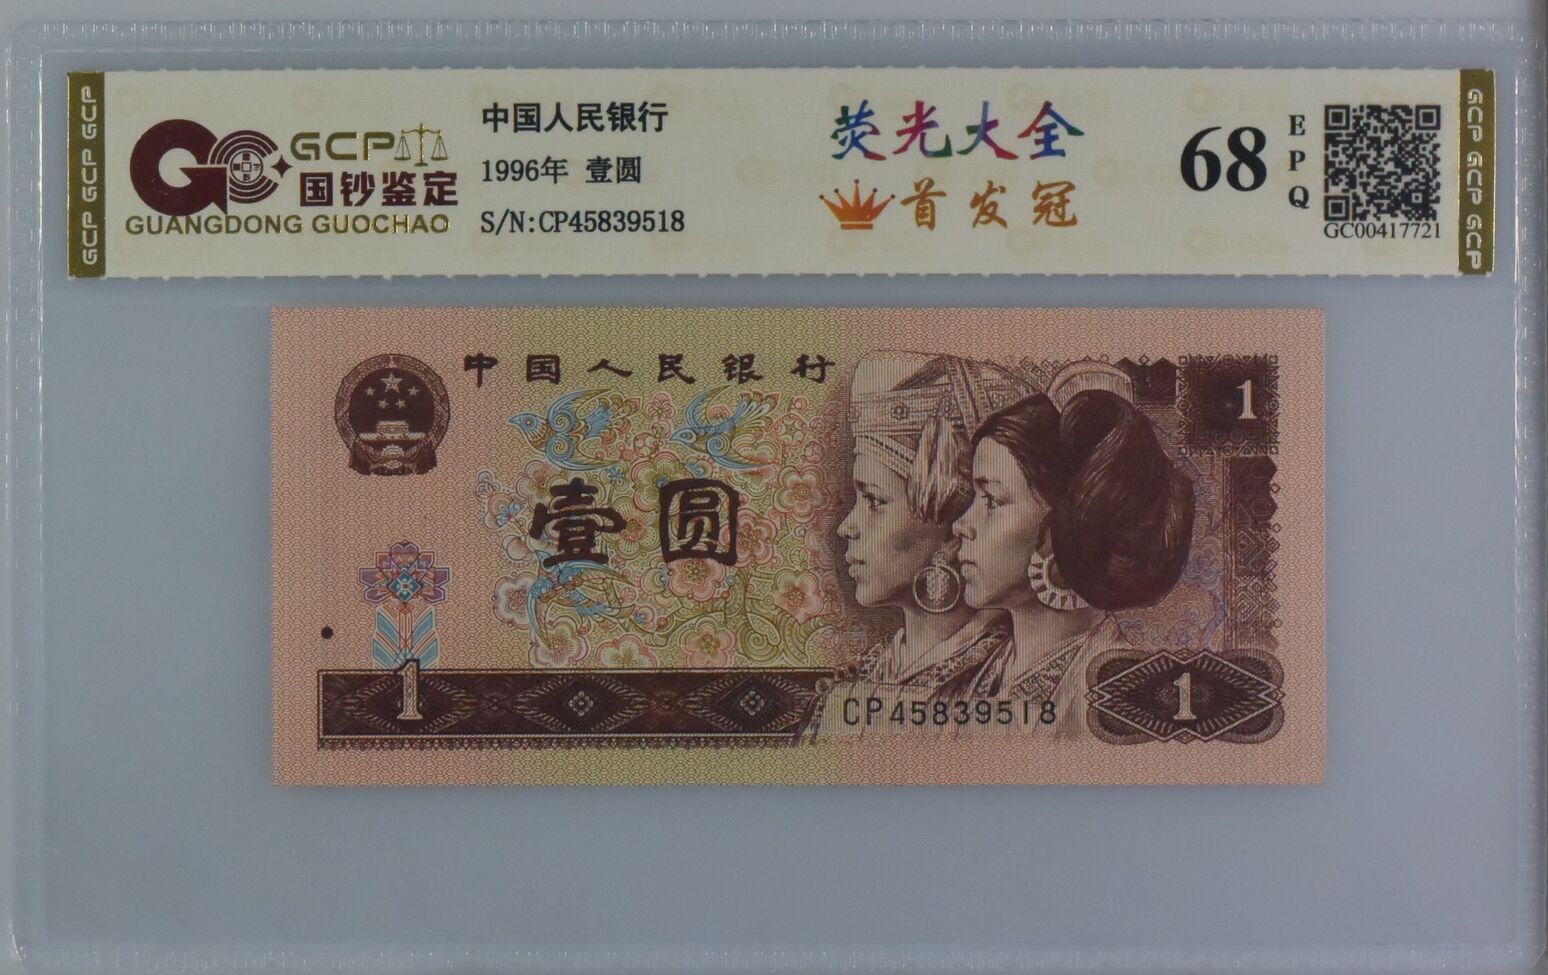 GCP GCP GCP
GCP
国钞鉴定
GUANGDONG GUOCHAO
中国人民银行
1996年 壹圆
S/N:CP45839518
荧光大全
首发冠
68
EPQ
GC00417721
GCP GCP GCP
中国人民银行
1
壹圆
1
CP45839518
1